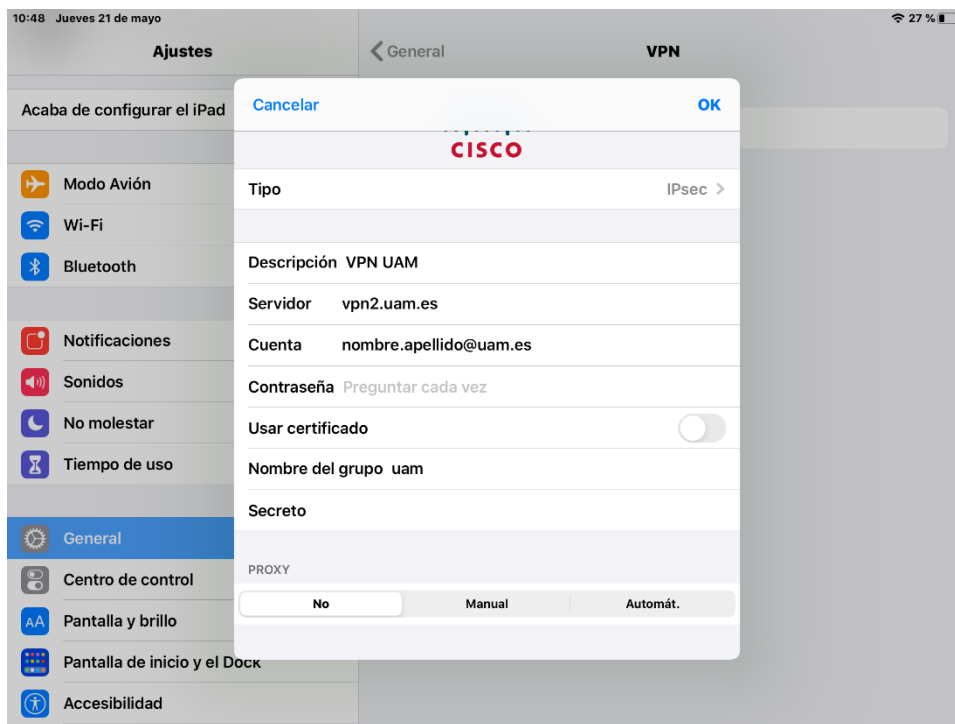 10:48 Jueves 21 de mayo
27 %
Ajustes
General
VPN
Acaba de configurar el iPad
Cancelar
OK
CISCO
Modo Avión
Wi-Fi
Bluetooth
Notificaciones
Sonidos
No molestar
Tiempo de uso
General
Centro de control
AA
Pantalla y brillo
Pantalla de inicio y el Dock
Accesibilidad
Tipo
IPsec
Descripción VPN UAM
Servidor vpn2.uam.es
Cuenta nombre.apellido@uam.es
Contraseña Preguntar cada vez
Usar certificado
Nombre del grupo uam
Secreto
PROXY
No
Manual
Automát.